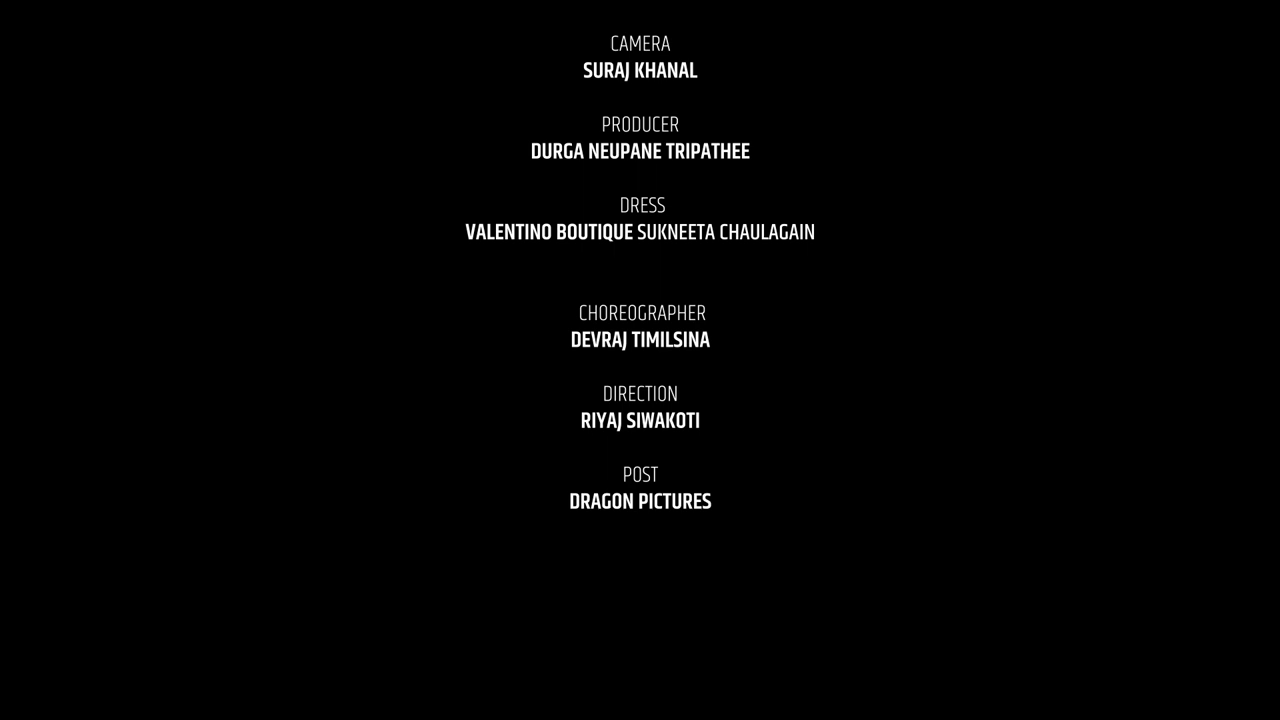 CAMERA
SURAJ KHANAL
PRODUCER
DURGA NEUPANE TRIPATHEE
DRESS
VALENTINO BOUTIQUE SUKNEETA CHAULAGAIN
CHOREOGRAPHER
DEVRAJ TIMILSINA
DIRECTION
RIYAJ SIWAKOTI
POST
DRAGON PICTURES